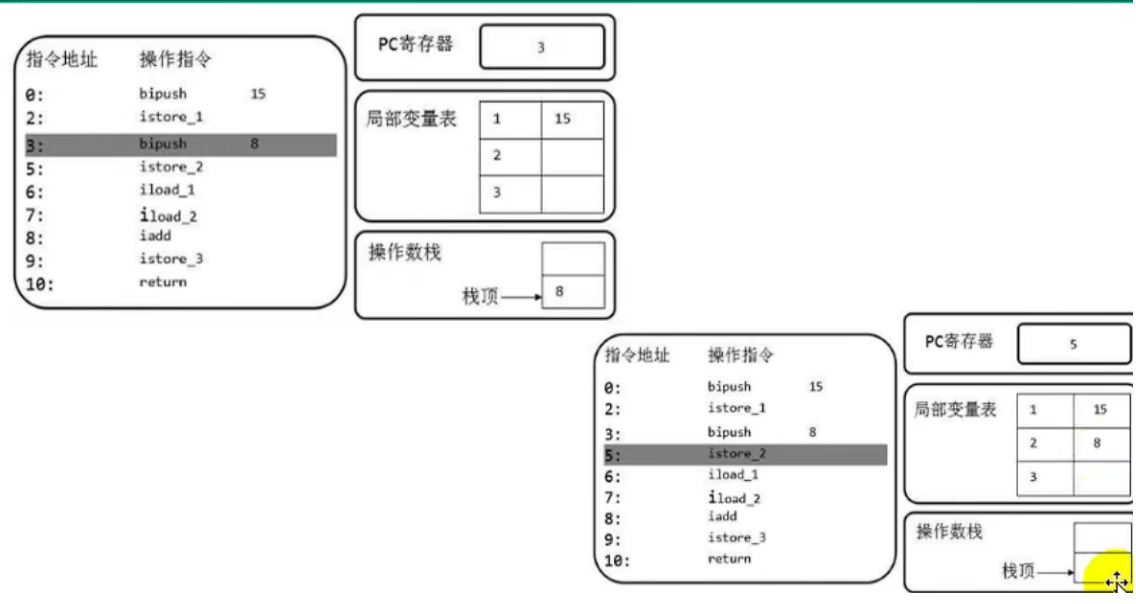 指令地址 操作指令
0: bipush 15
2: istore_1
3: bipush 8
5: istore_2
6: iload_1
7: iload_2
8: iadd
9: istore_3
10: return
PC寄存器 3
局部变量表 1 15
2
3
操作数栈
栈顶 8
指令地址 操作指令
0: bipush 15
2: istore_1
3: bipush 8
5: istore_2
6: iload_1
7: iload_2
8: iadd
9: istore_3
10: return
PC寄存器 5
局部变量表 1 15
2 8
3
操作数栈
栈顶